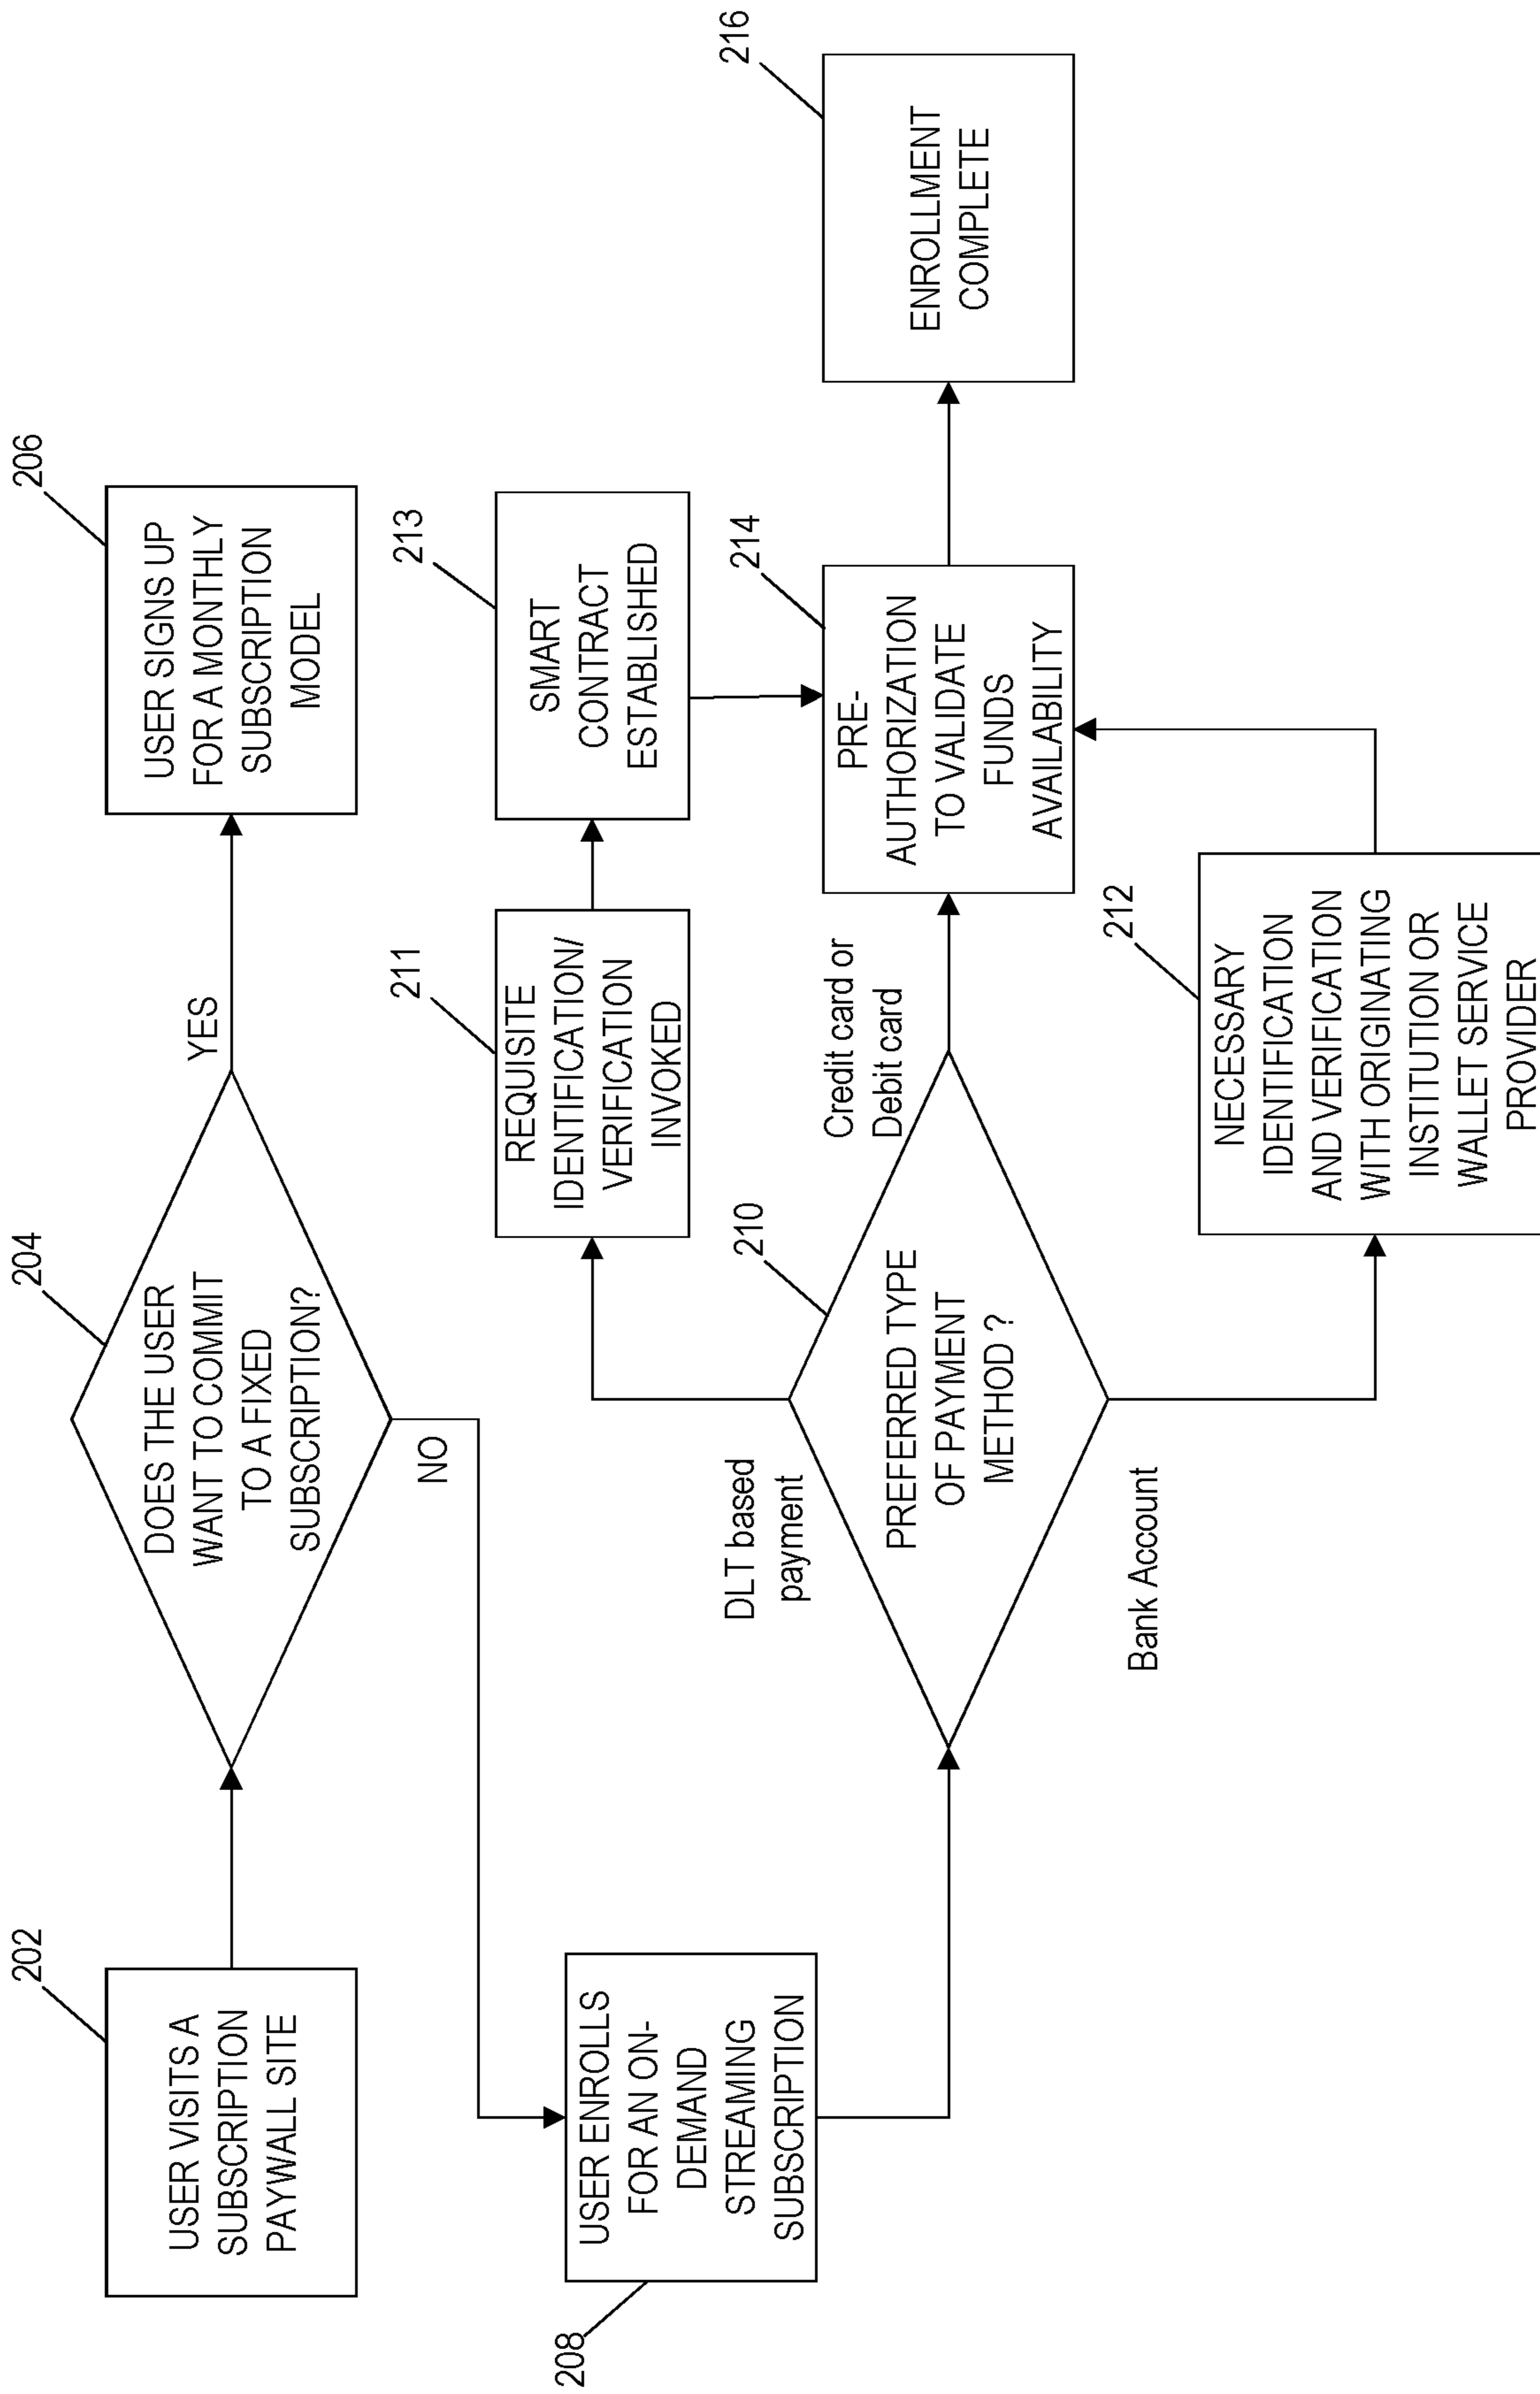 202
USER VISITS A
SUBSCRIPTION
PAYWALL SITE
204
DOES THE USER
WANT TO COMMIT
TO A FIXED
SUBSCRIPTION?
YES
NO
206
USER SIGNS UP
FOR A MONTHLY
SUBSCRIPTION
MODEL
208
USER ENROLLS
FOR AN ON-
DEMAND
STREAMING
SUBSCRIPTION
210
PREFERRED TYPE
OF PAYMENT
METHOD ?
DLT based
payment
Credit card or
Debit card
Bank Account
211
REQUISITE
IDENTIFICATION/
VERIFICATION
INVOKED
213
SMART
CONTRACT
ESTABLISHED
212
NECESSARY
IDENTIFICATION
AND VERIFICATION
WITH ORIGINATING
INSTITUTION OR
WALLET SERVICE
PROVIDER
214
PRE-
AUTHORIZATION
TO VALIDATE
FUNDS
AVAILABILITY
216
ENROLLMENT
COMPLETE